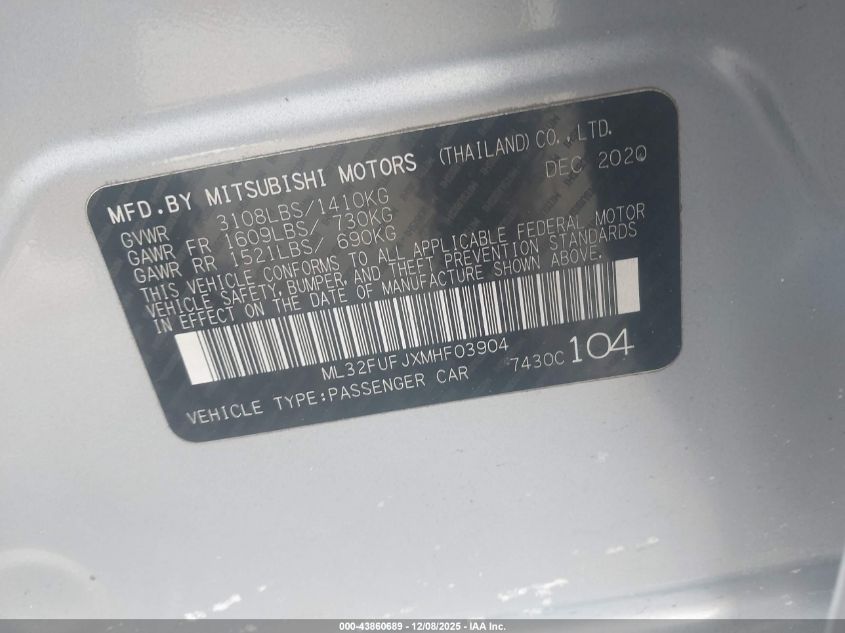 MFD.BY MITSUBISHI MOTORS (THAILAND)CO.,LTD.
DEC 2020
GVWR 3108LBS/1410KG
GAWR FR 1609LBS/ 730KG
GAWR RR 1521LBS/ 690KG
THIS VEHICLE CONFORMS TO ALL APPLICABLE FEDERAL MOTOR
VEHICLE SAFETY, BUMPER, AND THEFT PREVENTION STANDARDS
IN EFFECT ON THE DATE OF MANUFACTURE SHOWN ABOVE.
ML32FUFJXMHF03904
7430C 104
VEHICLE TYPE:PASSENGER CAR
000-43860689 - 12/08/2025 - IAA Inc.